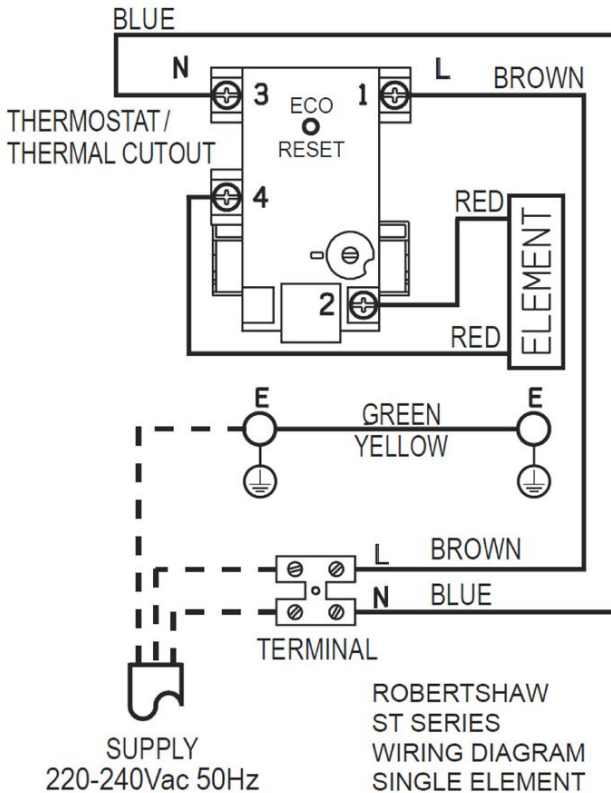 BLUE
N
L
BROWN
3
ECO
1
RESET
THERMOSTAT/
THERMAL CUTOUT
4
RED
ELEMENT
2
RED
E
E
GREEN
YELLOW
L
BROWN
N
BLUE
TERMINAL
SUPPLY
220-240Vac 50Hz
ROBERTSHAW
ST SERIES
WIRING DIAGRAM
SINGLE ELEMENT